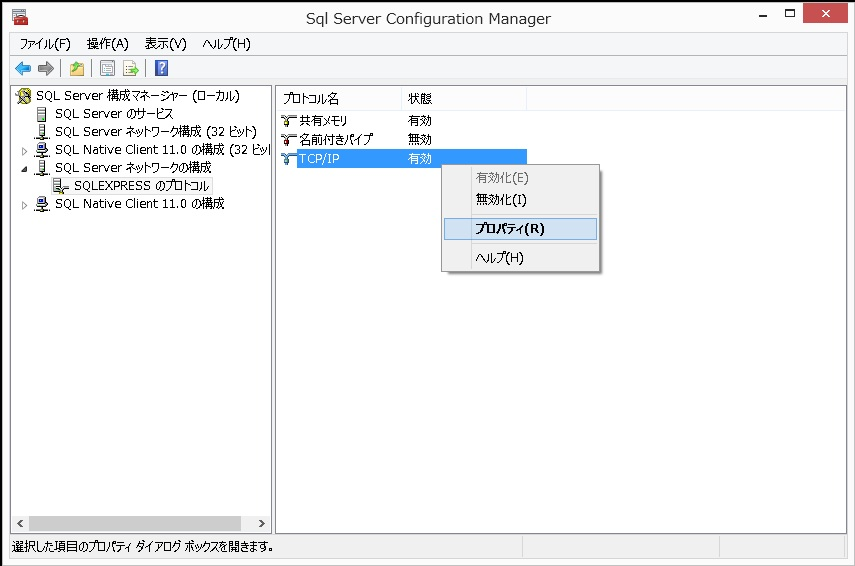 Sql Server Configuration Manager
ファイル(F) 操作(A) 表示(V) ヘルプ(H)
SQL Server 構成マネージャー (ローカル)
SQL Server のサービス
SQL Server ネットワーク構成 (32 ビット)
SQL Native Client 11.0 の構成 (32 ビッ
SQL Server ネットワークの構成
SQLEXPRESS のプロトコル
SQL Native Client 11.0 の構成
プロトコル名 状態
共有メモリ 有効
名前付きパイプ 無効
TCP/IP 有効
有効化(E)
無効化(I)
プロパティ(R)
ヘルプ(H)
選択した項目のプロパティ ダイアログ ボックスを開きます。